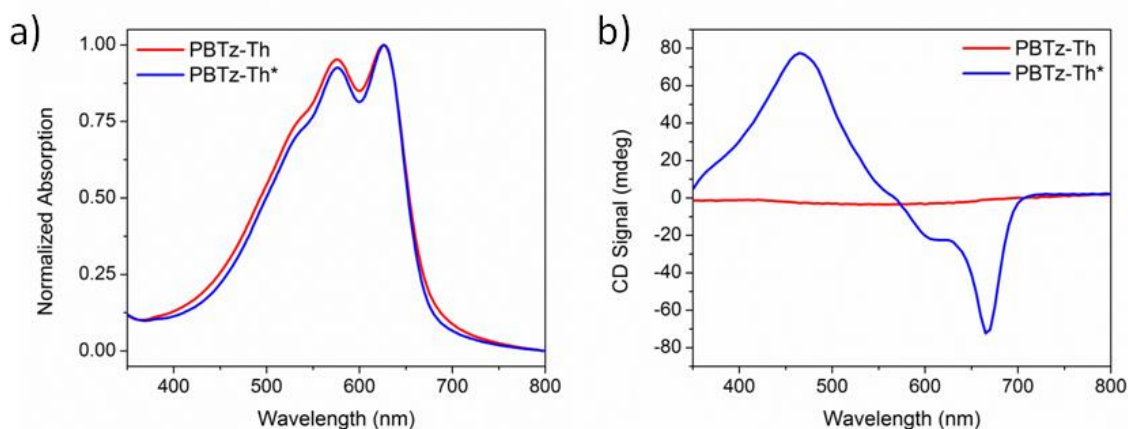 a)
PBTz-Th
PBTz-Th*
1.00
0.75
0.50
0.25
0.00
Normalized Absorption
400 500 600 700 800
Wavelength (nm)
b)
PBTz-Th
PBTz-Th*
80
60
40
20
0
-20
-40
-60
-80
CD Signal (mdeg)
400 500 600 700 800
Wavelength (nm)